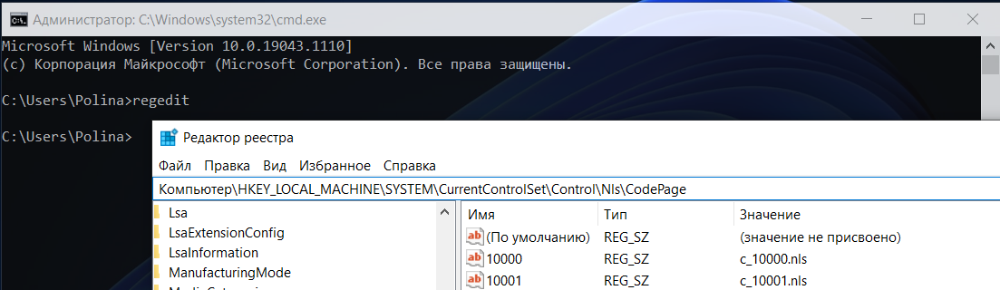 Администратор: C:\Windows\system32\cmd.exe
Microsoft Windows [Version 10.0.19043.1110]
(c) Корпорация Майкрософт (Microsoft Corporation). Все права защищены.
C:\Users\Polina>regedit
C:\Users\Polina>
Редактор реестра
Файл Правка Вид Избранное Справка
Компьютер\HKEY_LOCAL_MACHINE\SYSTEM\CurrentControlSet\Control\Nls\CodePage
Lsa
LsaExtensionConfig
LsaInformation
ManufacturingMode
Имя Тип Значение
(По умолчанию) REG_SZ (значение не присвоено)
10000 REG_SZ c_10000.nls
10001 REG_SZ c_10001.nls